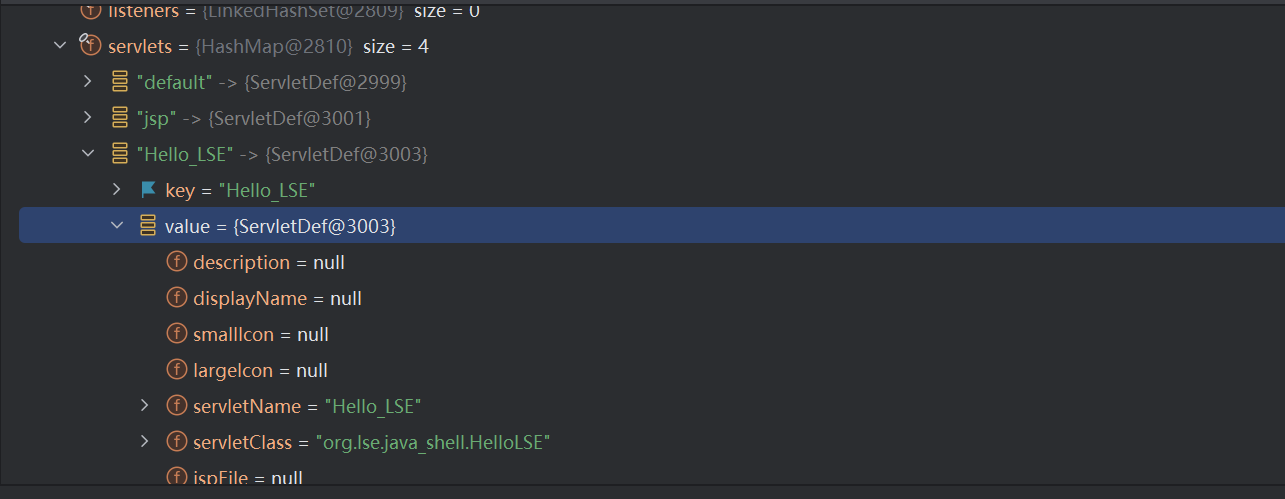 listeners = {LinkedHashSet@2809} size = 0
servlets = {HashMap@2810} size = 4
"default" -> {ServletDef@2999}
"jsp" -> {ServletDef@3001}
"Hello_LSE" -> {ServletDef@3003}
key = "Hello_LSE"
value = {ServletDef@3003}
f description = null
f displayName = null
f smallIcon = null
f largeIcon = null
f servletName = "Hello_LSE"
f servletClass = "org.lse.java_shell.HelloLSE"
f jspFile = null